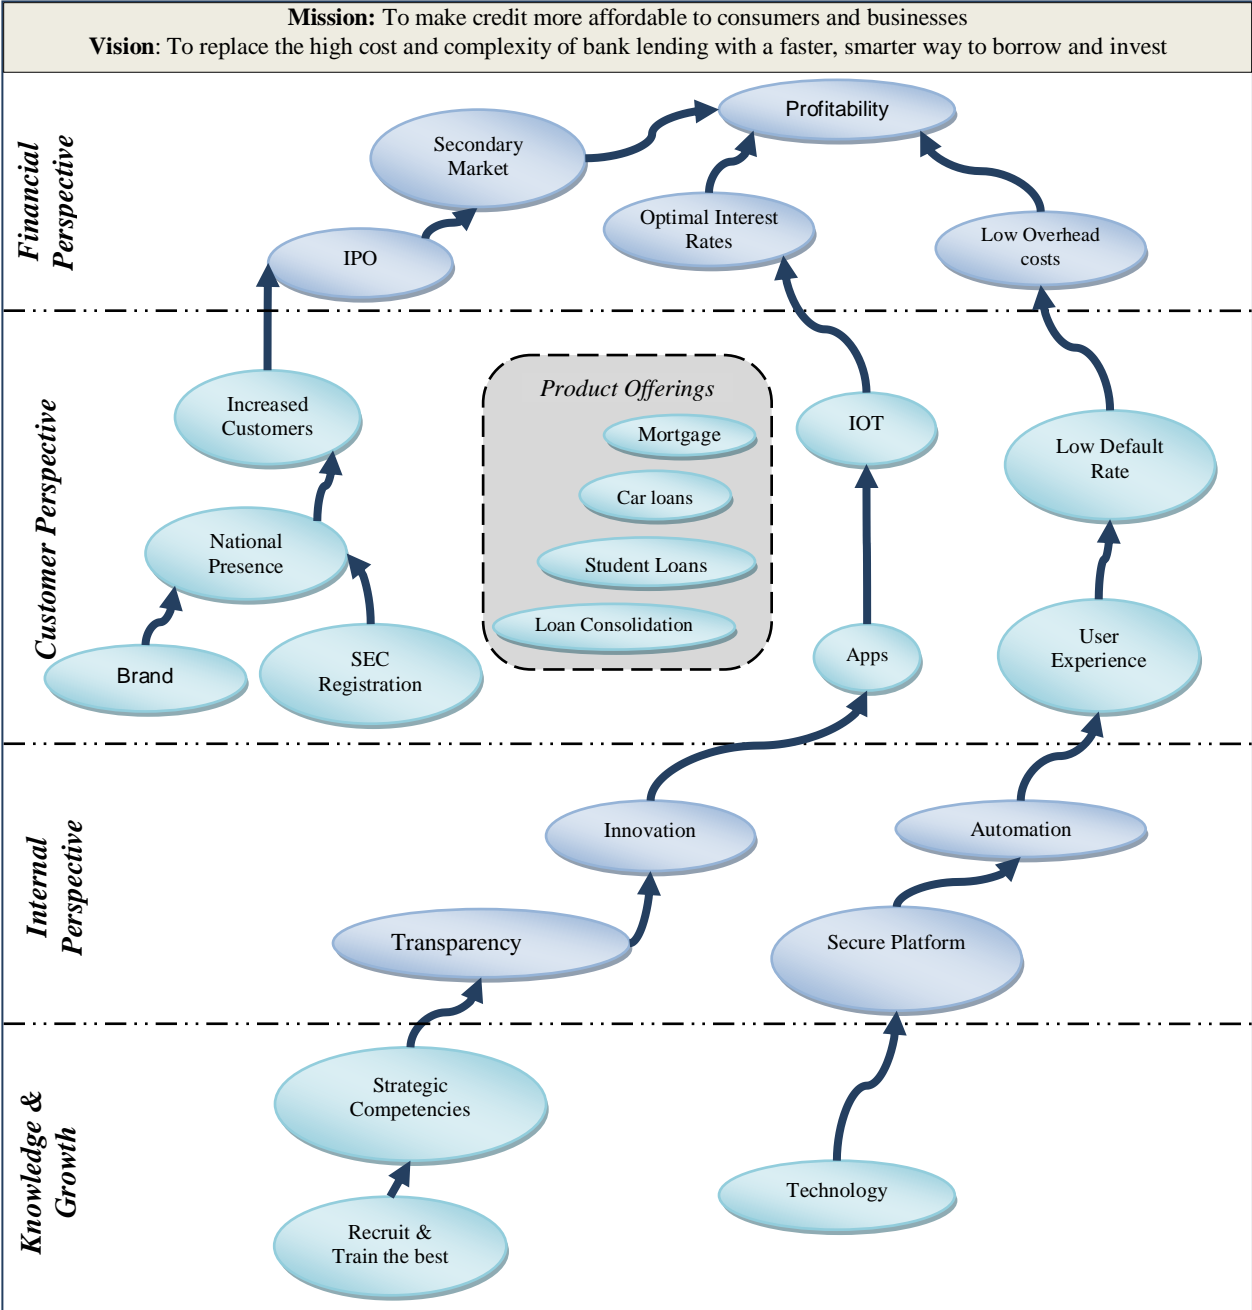 Mission: To make credit more affordable to consumers and businesses
Vision: To replace the high cost and complexity of bank lending with a faster, smarter way to borrow and invest
Financial
Perspective
Profitability
Secondary
Market
Optimal Interest
Rates
Low Overhead
costs
IPO
Customer Perspective
Increased
Customers
National
Presence
Brand
SEC
Registration
Product Offerings
Mortgage
Car loans
Student Loans
Loan Consolidation
IOT
Apps
Low Default
Rate
User
Experience
Internal
Perspective
Innovation
Automation
Transparency
Secure Platform
Knowledge &
Growth
Strategic
Competencies
Technology
Recruit &
Train the best